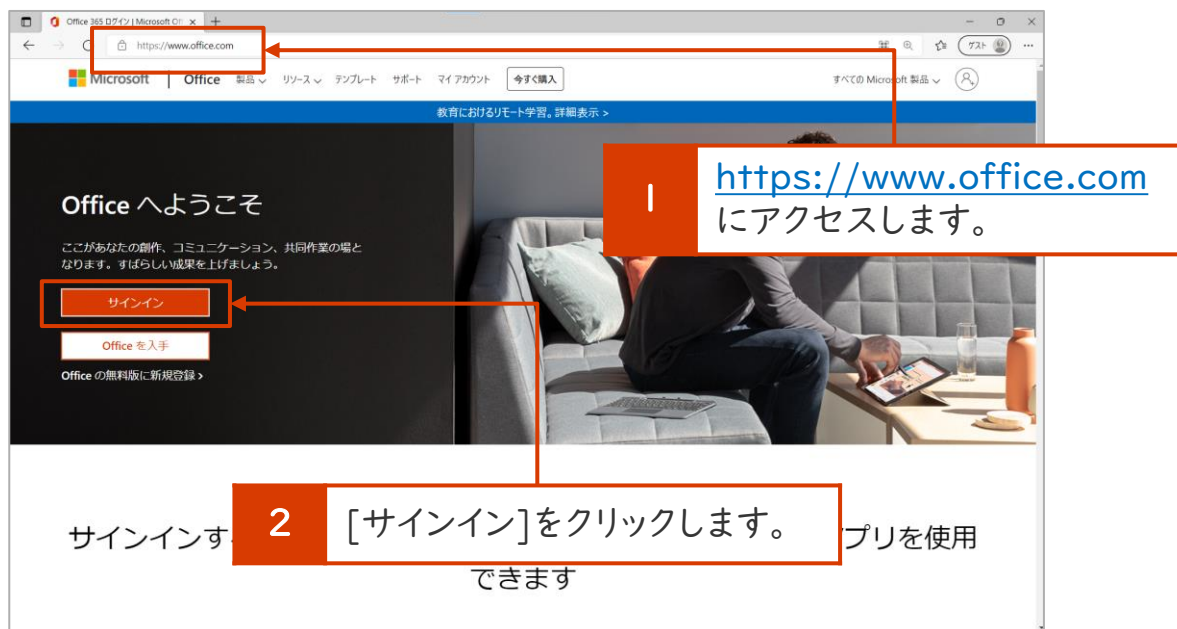 Office 365 ログイン | Microsoft Of
https://www.office.com
ゲスト
Microsoft | Office 製品 リソース テンプレート サポート マイ アカウント 今すぐ購入 すべての Microsoft 製品
教育におけるリモート学習。詳細表示 >
1
https://www.office.com
にアクセスします。
Office へようこそ
ここがあなたの創作、コミュニケーション、共同作業の場と
なります。すばらしい成果を上げましょう。
サインイン
Office を入手
Office の無料版に新規登録 >
2
[サインイン]をクリックします。
サインインす プリを使用
できます